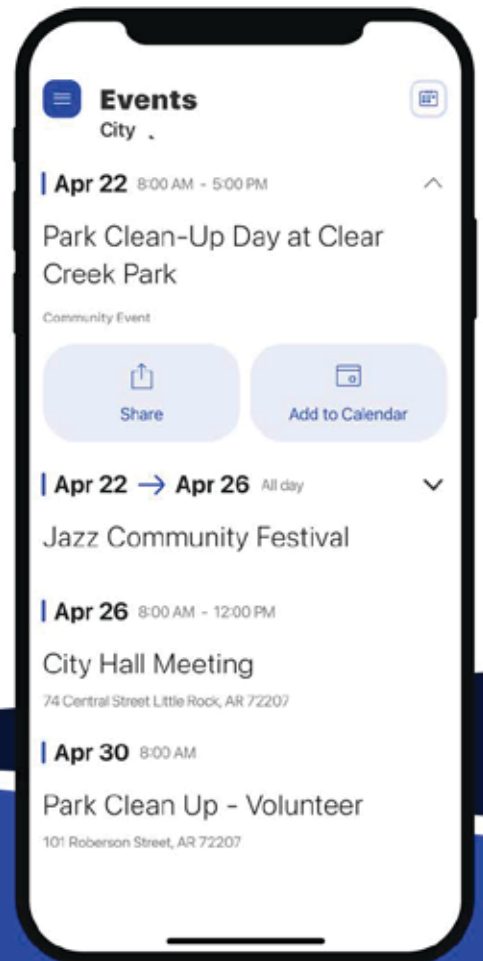 Events
City
Apr 22 8:00 AM - 5:00 PM
Park Clean-Up Day at Clear
Creek Park
Community Event
Share
Add to Calendar
Apr 22 → Apr 26 All day
Jazz Community Festival
Apr 26 8:00 AM - 12:00 PM
City Hall Meeting
74 Central Street Little Rock, AR 72207
Apr 30 8:00 AM
Park Clean Up - Volunteer
101 Roberson Street, AR 72207